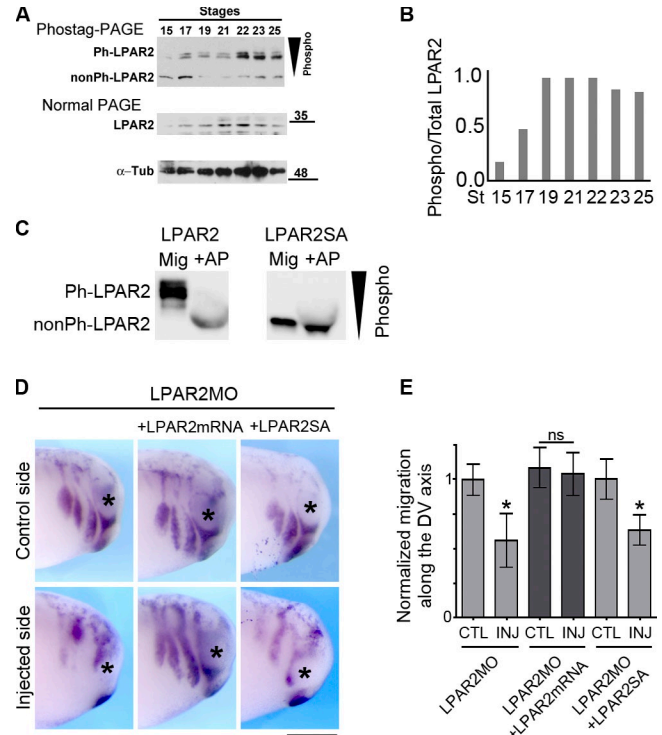 A
Stages
Phostag-PAGE 15 17 19 21 22 23 25
Ph-LPAR2
nonPh-LPAR2
Phospho
Normal PAGE
35
LPAR2
α-Tub
48
B
Phospho/Total LPAR2
1.0
0.5
0.0
St 15 17 19 21 22 23 25
C
LPAR2 LPAR2SA
Mig +AP Mig +AP
Ph-LPAR2
nonPh-LPAR2
Phospho
D
LPAR2MO
+LPAR2mRNA +LPAR2SA
Control side
*
*
*
Injected side
*
*
*
E
Normalized migration
along the DV axis
1
0
*
ns
*
CTL INJ CTL INJ CTL INJ
LPAR2MO
LPAR2MO
+LPAR2mRNA
LPAR2MO
+LPAR2SA